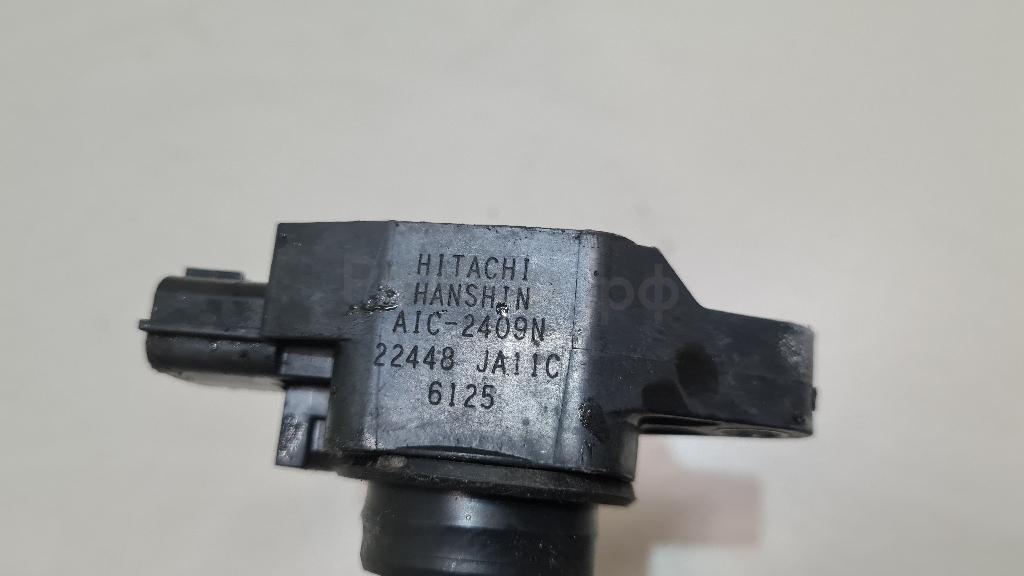 HITACHI
HANSHIN
AIC-2409N
22448 JA11C
6125